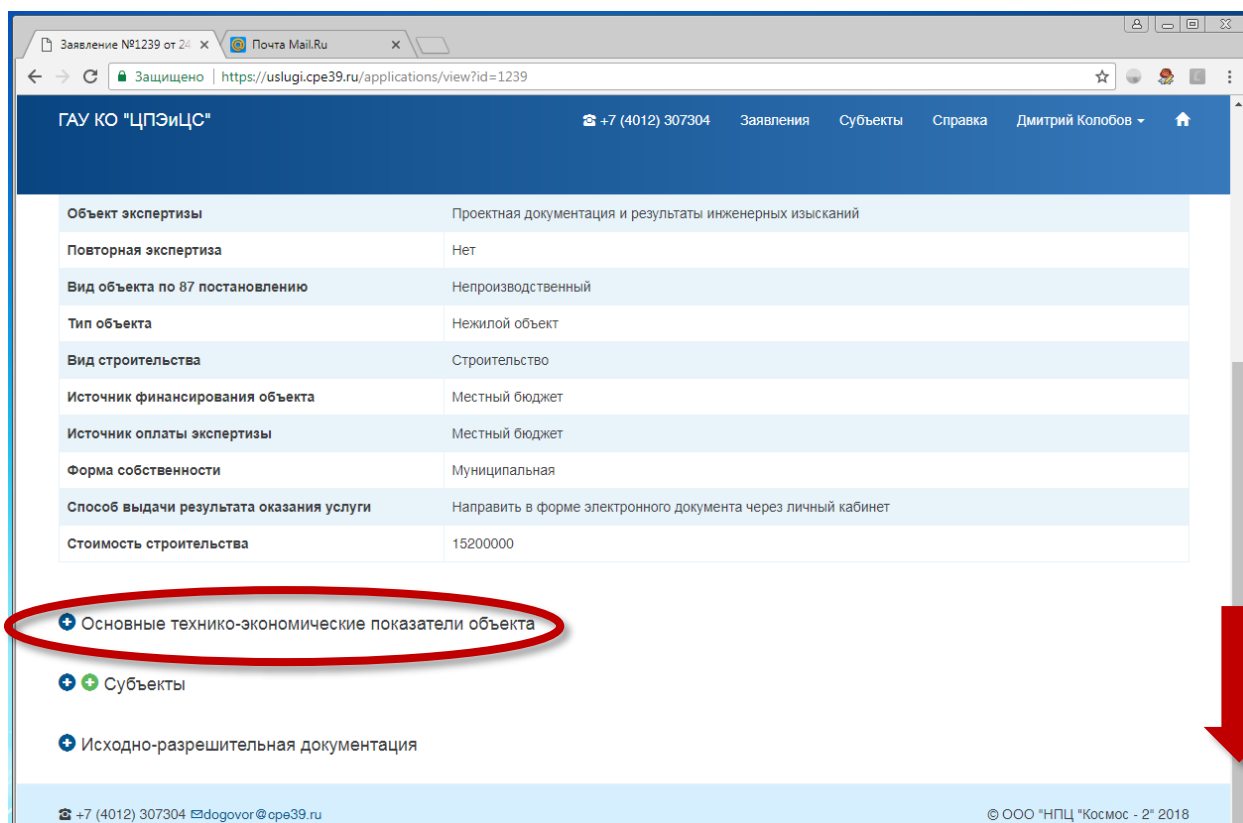 Заявление №1239 от 24 Почта Mail.Ru
Защищено https://uslugi.cpe39.ru/applications/view?id=1239
ГАУ КО "ЦПЭиЦС" +7 (4012) 307304 Заявления Субъекты Справка Дмитрий Колобов
Объект экспертизы Проектная документация и результаты инженерных изысканий
Повторная экспертиза Нет
Вид объекта по 87 постановлению Непроизводственный
Тип объекта Нежилой объект
Вид строительства Строительство
Источник финансирования объекта Местный бюджет
Источник оплаты экспертизы Местный бюджет
Форма собственности Муниципальная
Способ выдачи результата оказания услуги Направить в форме электронного документа через личный кабинет
Стоимость строительства 15200000
Основные технико-экономические показатели объекта
Субъекты
Исходно-разрешительная документация
+7 (4012) 307304 dogovor@cpe39.ru © ООО "НПЦ "Космос - 2" 2018